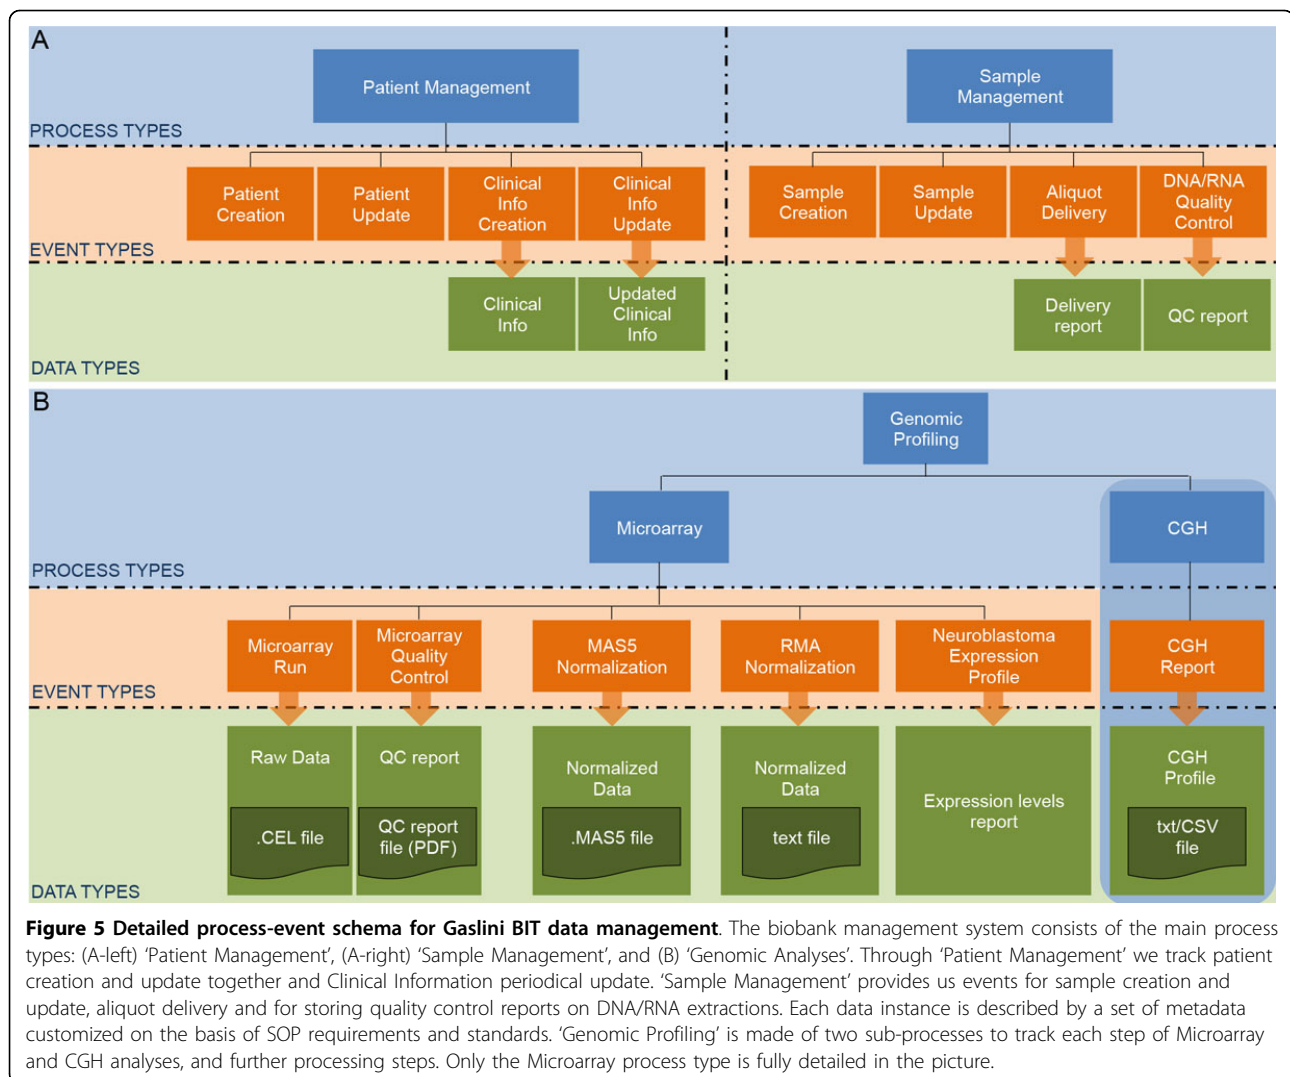 A
Patient Management
Sample
Management
PROCESS TYPES
Patient
Creation
Patient
Update
Clinical
Info
Creation
Clinical
Info
Update
Sample
Creation
Sample
Update
Aliquot
Delivery
DNA/RNA
Quality
Control
EVENT TYPES
Clinical
Info
Updated
Clinical
Info
Delivery
report
QC report
DATA TYPES
B
Genomic
Profiling
Microarray
CGH
PROCESS TYPES
Microarray
Run
Microarray
Quality
Control
MAS5
Normalization
RMA
Normalization
Neuroblastoma
Expression
Profile
CGH
Report
EVENT TYPES
Raw Data
.CEL file
QC report
QC report
file (PDF)
Normalized
Data
.MAS5 file
Normalized
Data
text file
Expression levels
report
CGH
Profile
txt/CSV
file
DATA TYPES
Figure 5 Detailed process-event schema for Gaslini BIT data management. The biobank management system consists of the main process
types: (A-left) ‘Patient Management’, (A-right) ‘Sample Management’, and (B) ‘Genomic Analyses’. Through ‘Patient Management’ we track patient
creation and update together and Clinical Information periodical update. ‘Sample Management’ provides us events for sample creation and
update, aliquot delivery and for storing quality control reports on DNA/RNA extractions. Each data instance is described by a set of metadata
customized on the basis of SOP requirements and standards. ‘Genomic Profiling’ is made of two sub-processes to track each step of Microarray
and CGH analyses, and further processing steps. Only the Microarray process type is fully detailed in the picture.